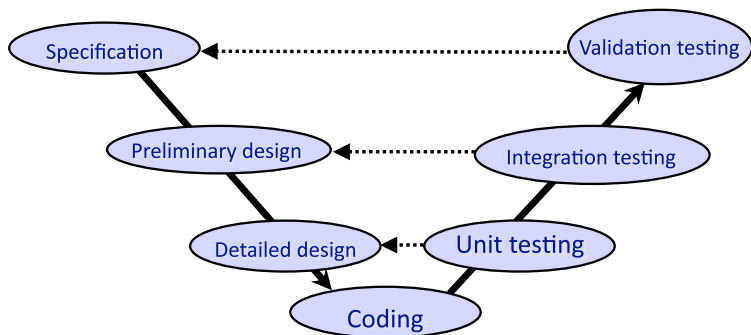 Specification
Validation testing
Preliminary design
Integration testing
Detailed design
Unit testing
Coding